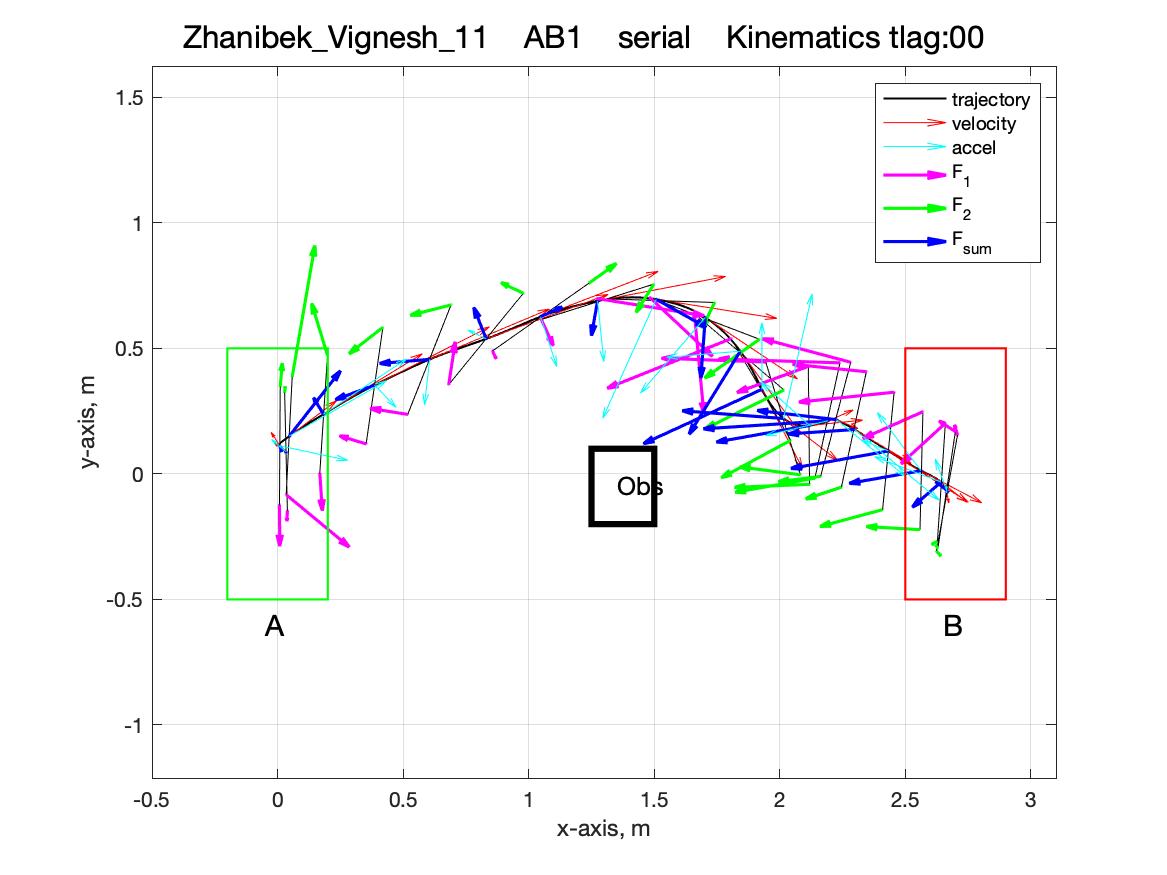 Zhanibek_Vignesh_11 AB1 serial Kinematics tlag:00
trajectory
velocity
accel
F1
F2
Fsum
1.5
1
0.5
0
-0.5
-1
y-axis, m
Obs
A
B
-0.5 0 0.5 1 1.5 2 2.5 3
x-axis, m